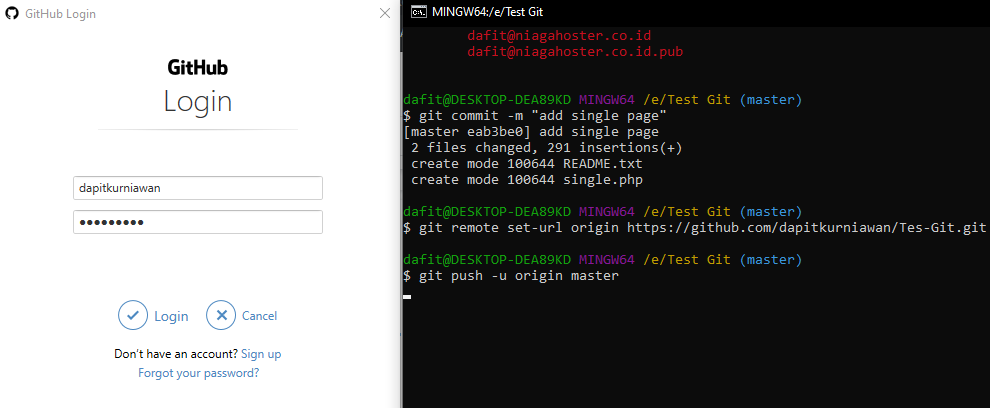 GitHub Login
GitHub
Login
dapitkurniawan
●●●●●●●●●
Login
Cancel
Don't have an account? Sign up
Forgot your password?
MINGW64:/e/Test Git
dafit@niagahoster.co.id
dafit@niagahoster.co.id.pub
dafit@DESKTOP-DEA89KD MINGW64 /e/Test Git (master)
$ git commit -m "add single page"
[master eab3be0] add single page
2 files changed, 291 insertions(+)
create mode 100644 README.txt
create mode 100644 single.php
dafit@DESKTOP-DEA89KD MINGW64 /e/Test Git (master)
$ git remote set-url origin https://github.com/dapitkurniawan/Tes-Git.git
dafit@DESKTOP-DEA89KD MINGW64 /e/Test Git (master)
$ git push -u origin master